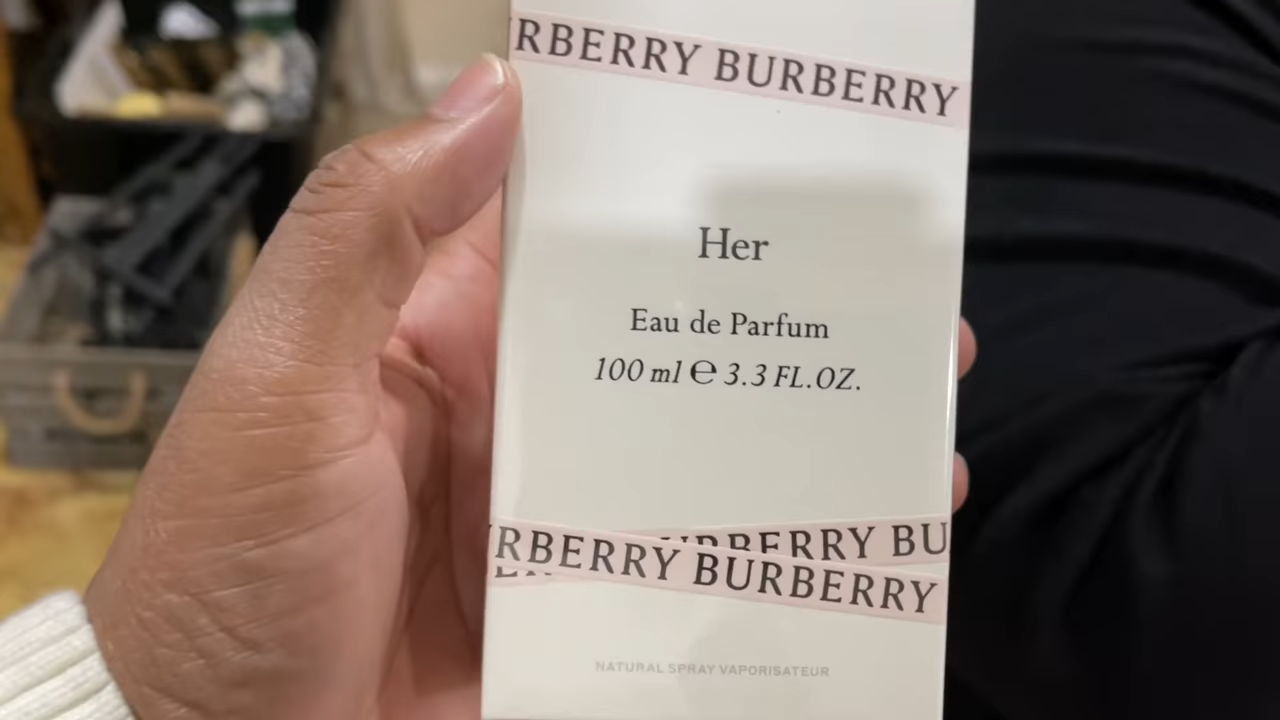 RBERRY BURBERRY
Her
Eau de Parfum
100 ml ℮ 3.3 FL.OZ.
RBERRY BU
RBERRY BURBERRY
NATURAL SPRAY VAPORISATEUR